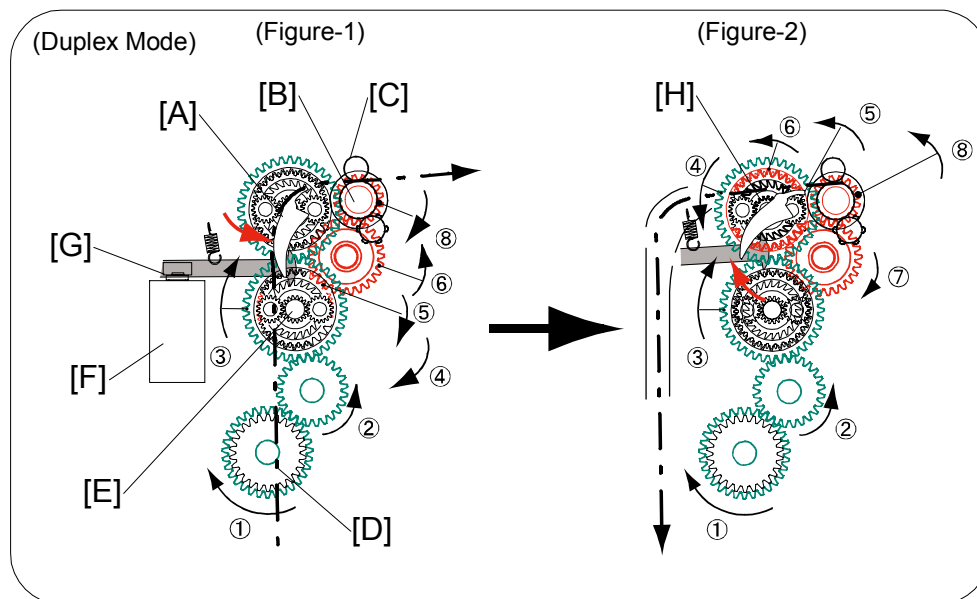 (Duplex Mode)
(Figure-1)
(Figure-2)
[A]
[B]
[C]
[G]
[F]
[E]
[D]
③
⑧
⑥
⑤
④
②
①
[H]
⑥
⑤
⑧
④
⑦
③
②
①